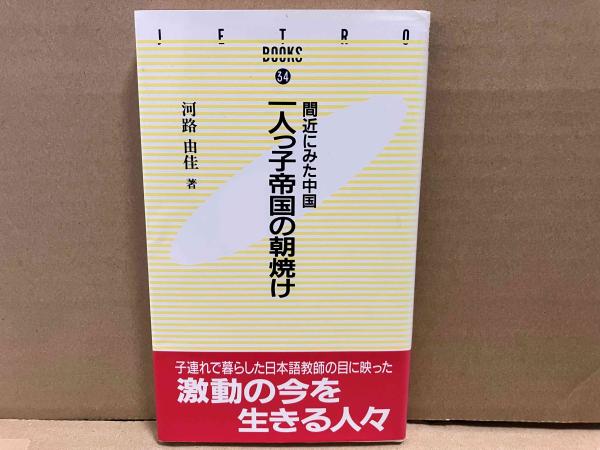 JETRO
BOOKS
34
間近にみた中国
一人っ子帝国の朝焼け
河路 由佳 著
子連れで暮らした日本語教師の目に映った
激動の今を
生きる人々